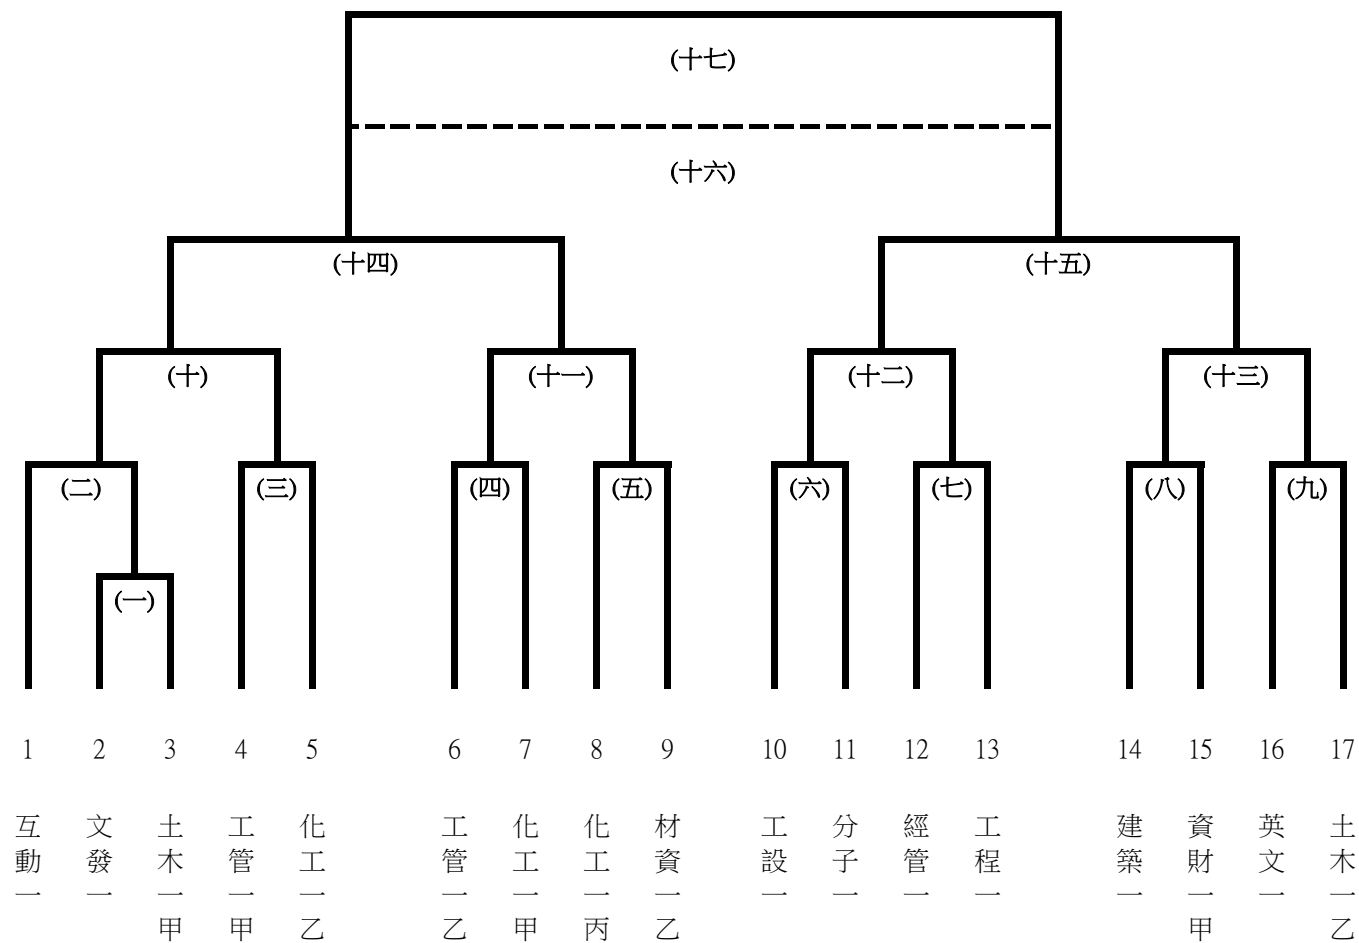 (十七)
(十六)
(十四) (十五)
(十) (十一) (十二) (十三)
(二) (三) (四) (五) (六) (七) (八) (九)
(一)
1 2 3 4 5 6 7 8 9 10 11 12 13 14 15 16 17
互動一
文發一
土木一甲
工管一甲
化工一乙
工管一乙
化工一甲
化工一丙
材資一乙
工設一
分子一
經管一
工程一
建築一
資財一甲
英文一
土木一乙